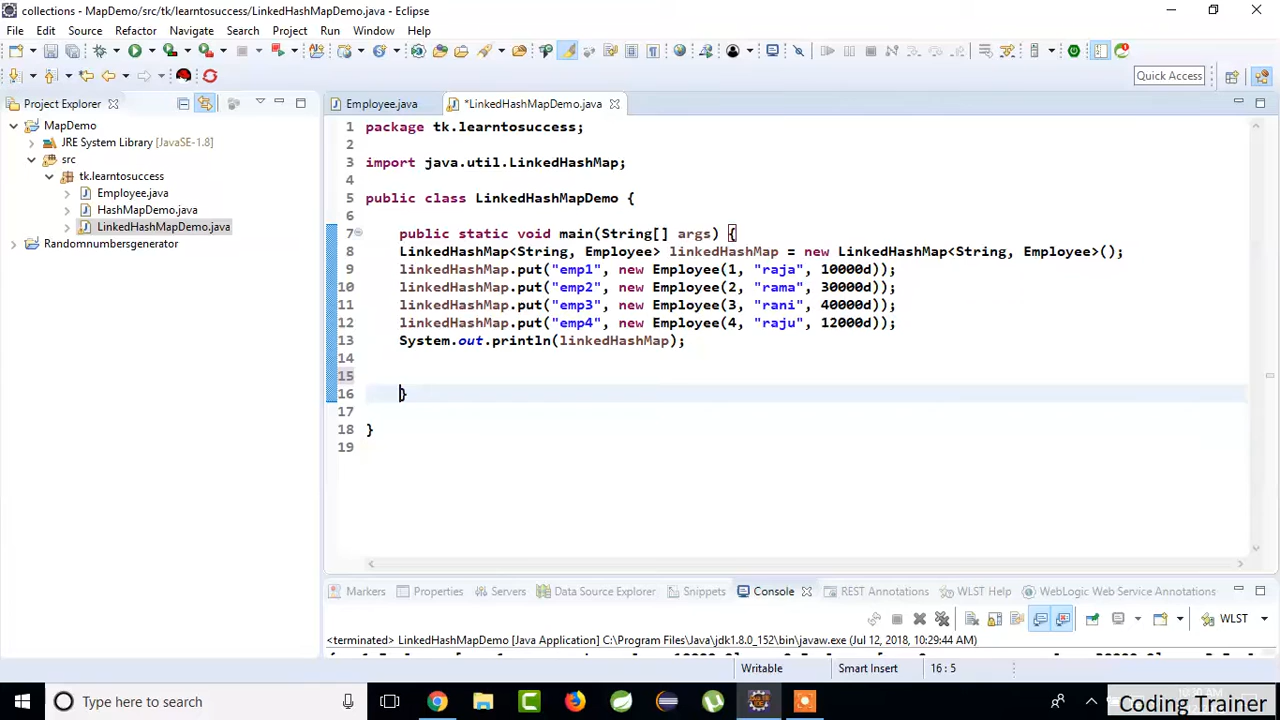 collections - MapDemo/src/tk/learntosuccess/LinkedHashMapDemo.java - Eclipse
File Edit Source Refactor Navigate Search Project Run Window Help
Quick Access
Project Explorer
MapDemo
JRE System Library [JavaSE-1.8]
src
tk.learntosuccess
Employee.java
HashMapDemo.java
LinkedHashMapDemo.java
Randomnumbersgenerator
Employee.java *LinkedHashMapDemo.java
1 package tk.learntosuccess;
2
3 import java.util.LinkedHashMap;
4
5 public class LinkedHashMapDemo {
6
7 public static void main(String[] args) {
8 LinkedHashMap<String, Employee> linkedHashMap = new LinkedHashMap<String, Employee>();
9 linkedHashMap.put("emp1", new Employee(1, "raja", 10000d));
10 linkedHashMap.put("emp2", new Employee(2, "rama", 30000d));
11 linkedHashMap.put("emp3", new Employee(3, "rani", 40000d));
12 linkedHashMap.put("emp4", new Employee(4, "raju", 12000d));
13 System.out.println(linkedHashMap);
14
15
16 }
17
18 }
19
Markers Properties Servers Data Source Explorer Snippets Console REST Annotations WLST Help WebLogic Web Service Annotations
WLST
<terminated> LinkedHashMapDemo [Java Application] C:\Program Files\Java\jdk1.8.0_152\bin\javaw.exe (Jul 12, 2018, 10:29:44 AM)
Writable Smart Insert 16 : 5
Type here to search
Coding Trainer